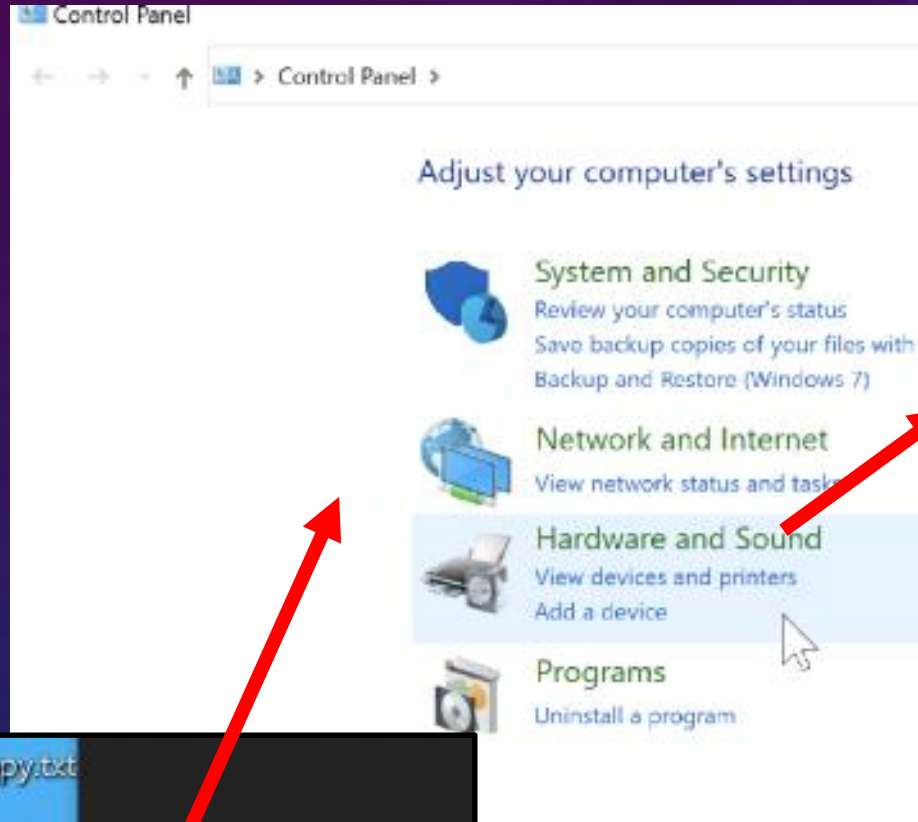 Control Panel
> Control Panel >
Adjust your computer's settings
System and Security
Review your computer's status
Save backup copies of your files with
Backup and Restore (Windows 7)
Network and Internet
View network status and tasks
Hardware and Sound
View devices and printers
Add a device
Programs
Uninstall a program
py.txt